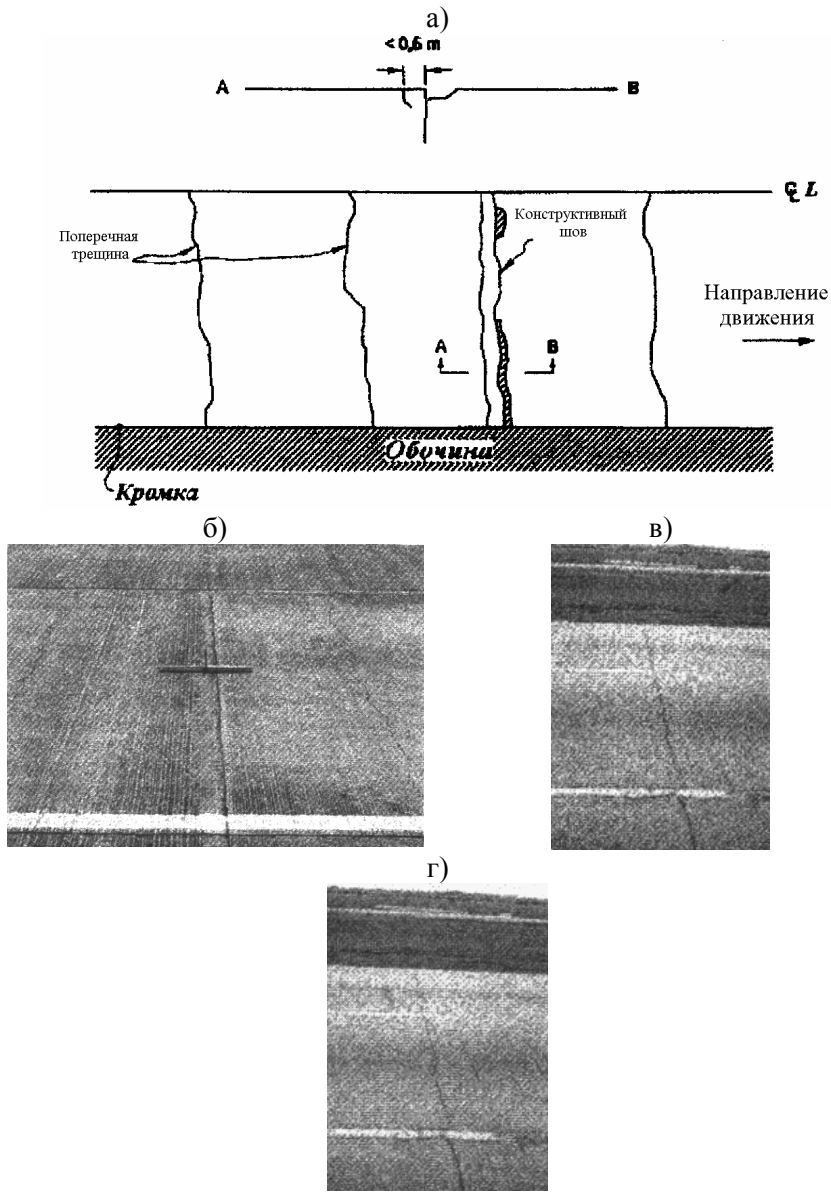 а)
< 0,6 m
A
B
℄ L
Поперечная
трещина
Конструктивный
шов
Направление
движения
A
B
Обочина
Кромка
б)
в)
г)